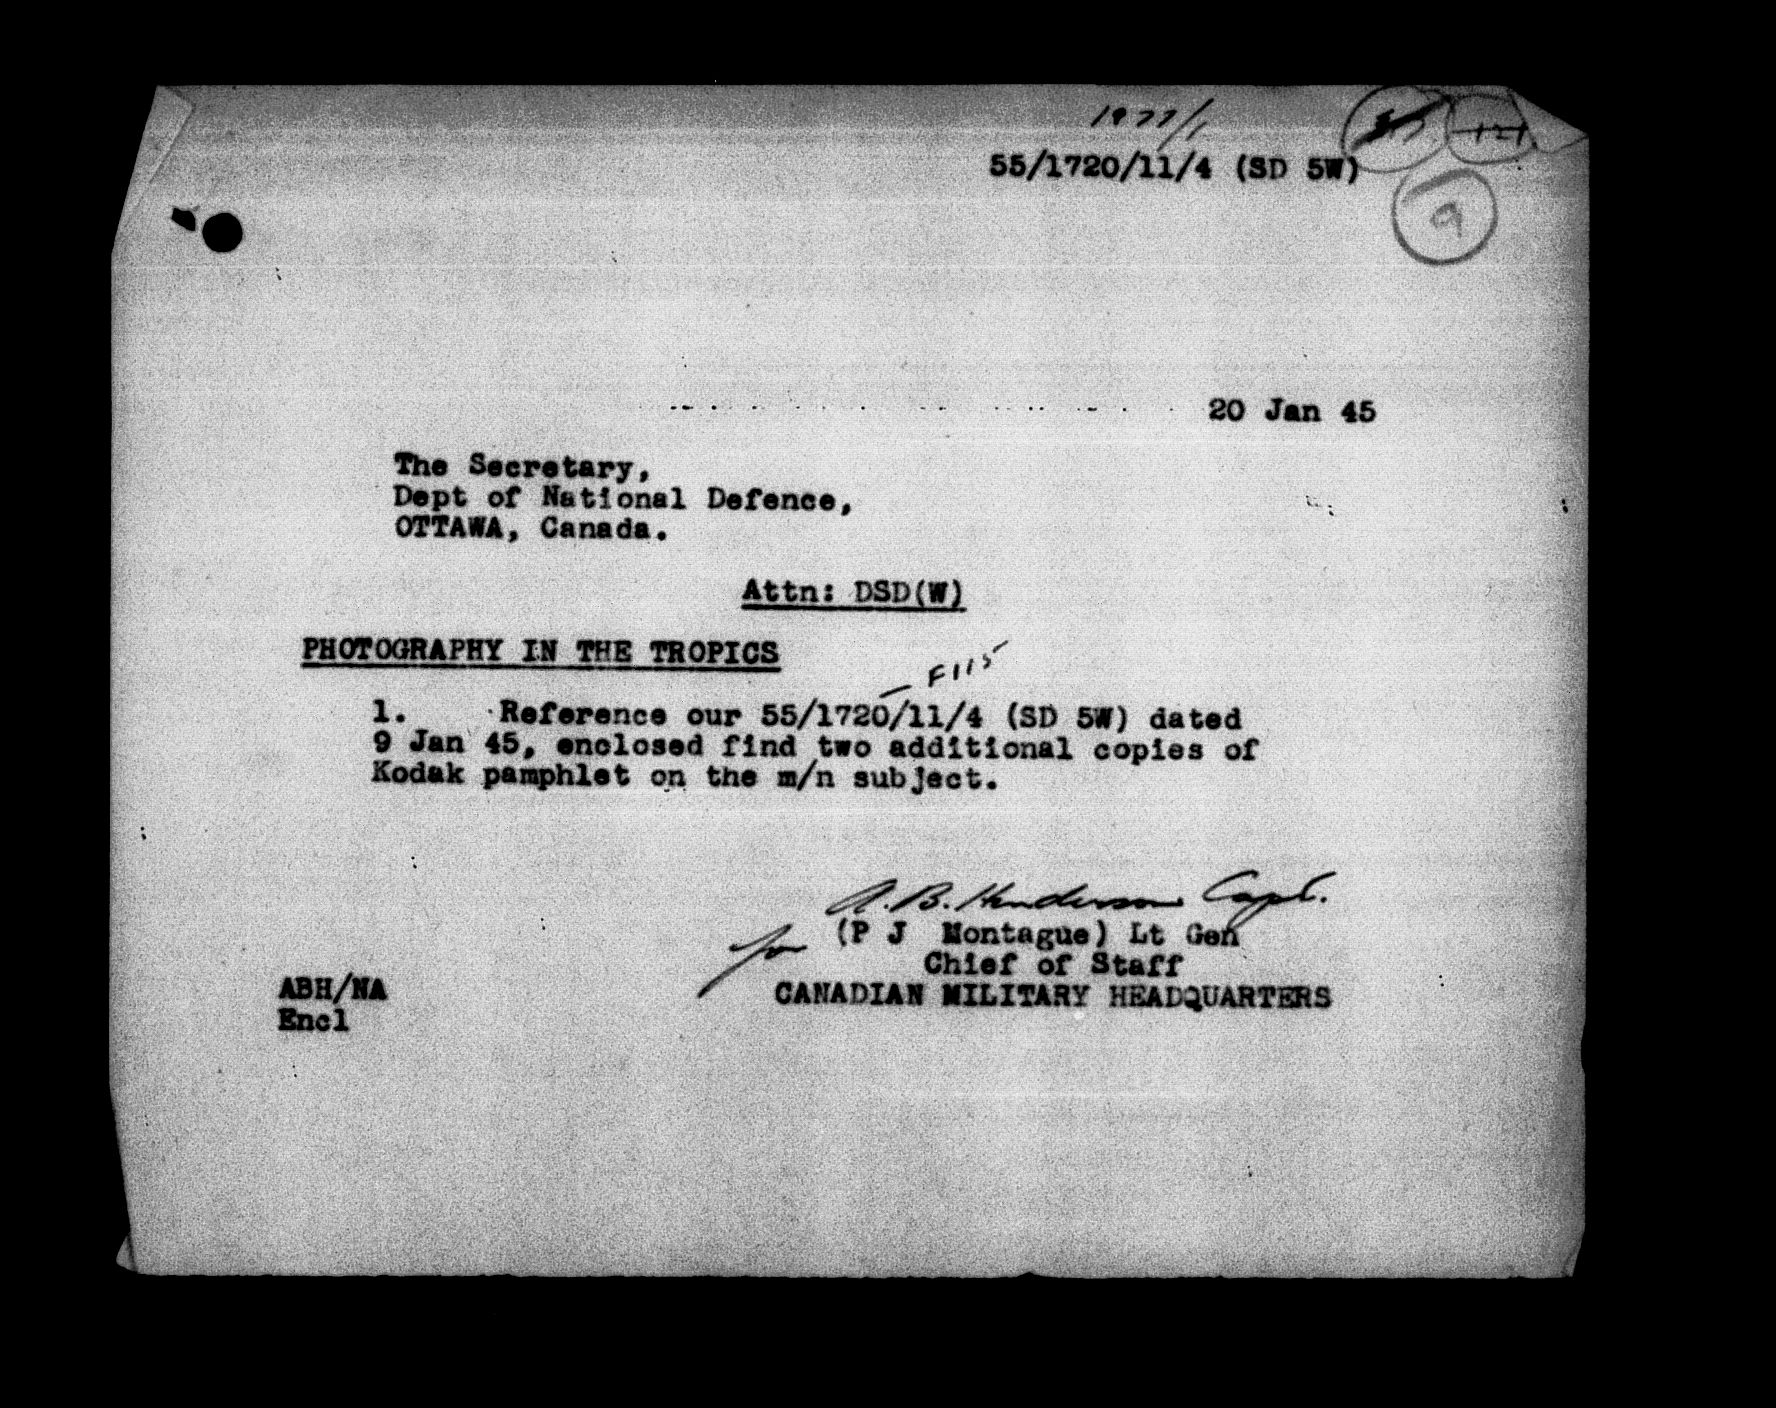 1977/1
55/1720/11/4 (SD 5W)
121
9
20 Jan 45
The Secretary,
Dept of National Defence,
OTTAWA, Canada.
Attn: DSD(W)
PHOTOGRAPHY IN THE TROPICS
— F115
1. Reference our 55/1720/11/4 (SD 5W) dated
9 Jan 45, enclosed find two additional copies of
Kodak pamphlet on the m/n subject.
A.B. Henderson Capt.
for (P J Montague) Lt Gen
Chief of Staff
CANADIAN MILITARY HEADQUARTERS
ABH/NA
Encl